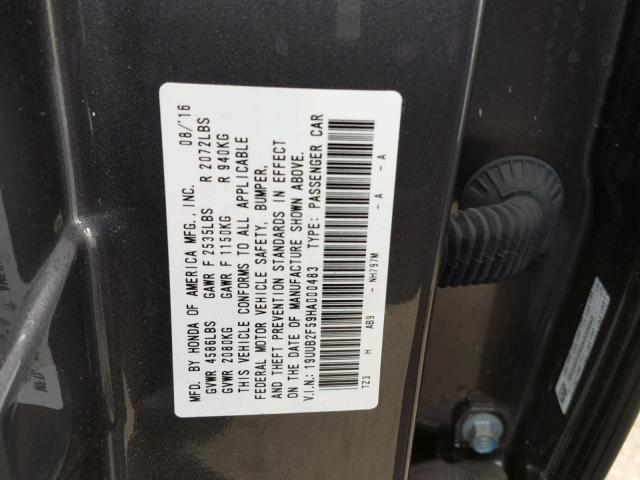 MFD. BY HONDA OF AMERICA MFG., INC. 08/'16
GVWR 4586LBS GAWR F 2535LBS R 2072LBS
GVWR 2080KG GAWR F 1150KG R 940KG
THIS VEHICLE CONFORMS TO ALL APPLICABLE
FEDERAL MOTOR VEHICLE SAFETY, BUMPER,
AND THEFT PREVENTION STANDARDS IN EFFECT
ON THE DATE OF MANUFACTURE SHOWN ABOVE.
V.I.N.: 19UUB2F59HA000483 TYPE: PASSENGER CAR
TZ3 H AB9 - NH797M - A - A